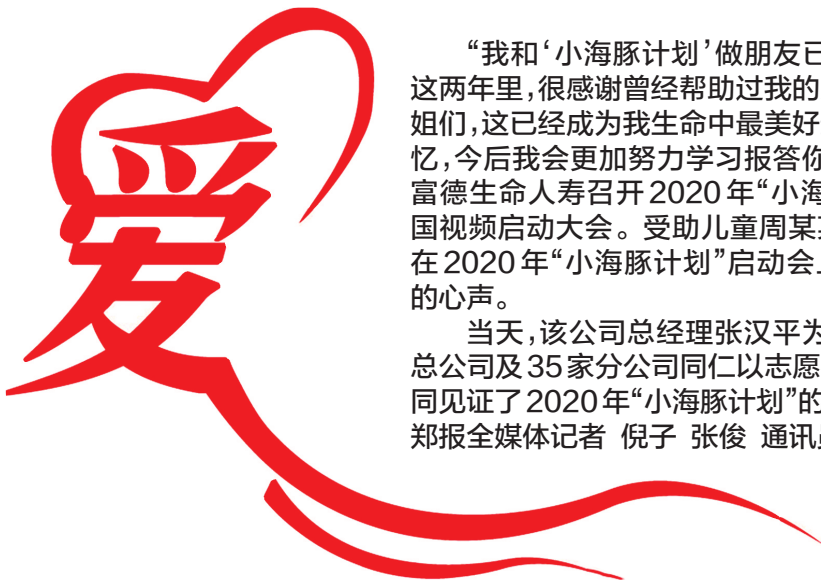 爱
“我和‘小海豚计划’做朋友已
这两年里,很感谢曾经帮助过我的
姐们,这已经成为我生命中最美好
忆,今后我会更加努力学习报答你
富德生命人寿召开2020年“小海
国视频启动大会。受助儿童周某
在2020年“小海豚计划”启动会
的心声。
当天,该公司总经理张汉平为
总公司及35家分公司同仁以志愿
同见证了2020年“小海豚计划”的
郑报全媒体记者 倪子 张俊 通讯